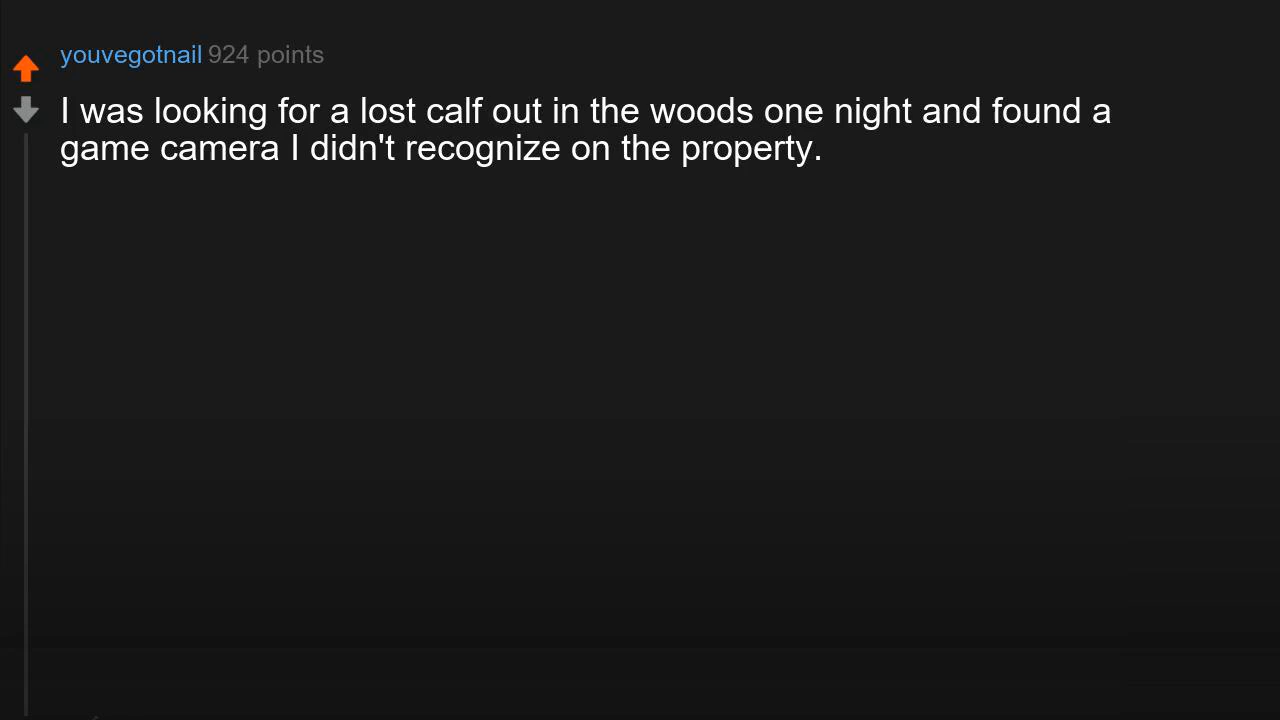 youvegotnail 924 points
I was looking for a lost calf out in the woods one night and found a
game camera I didn't recognize on the property.